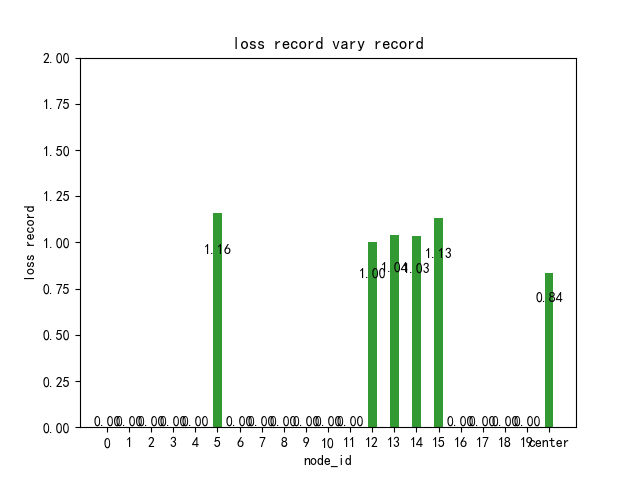 loss record vary record
2.00
1.75
1.50
1.25
1.00
0.75
0.50
0.25
0.00
loss record
0.00 0.00 0.00 0.00 0.00 1.16 0.00 0.00 0.00 0.00 0.00 0.00 1.00 1.04 1.03 1.13 0.00 0.00 0.00 0.00 0.84
0 1 2 3 4 5 6 7 8 9 10 11 12 13 14 15 16 17 18 19 center
node_id